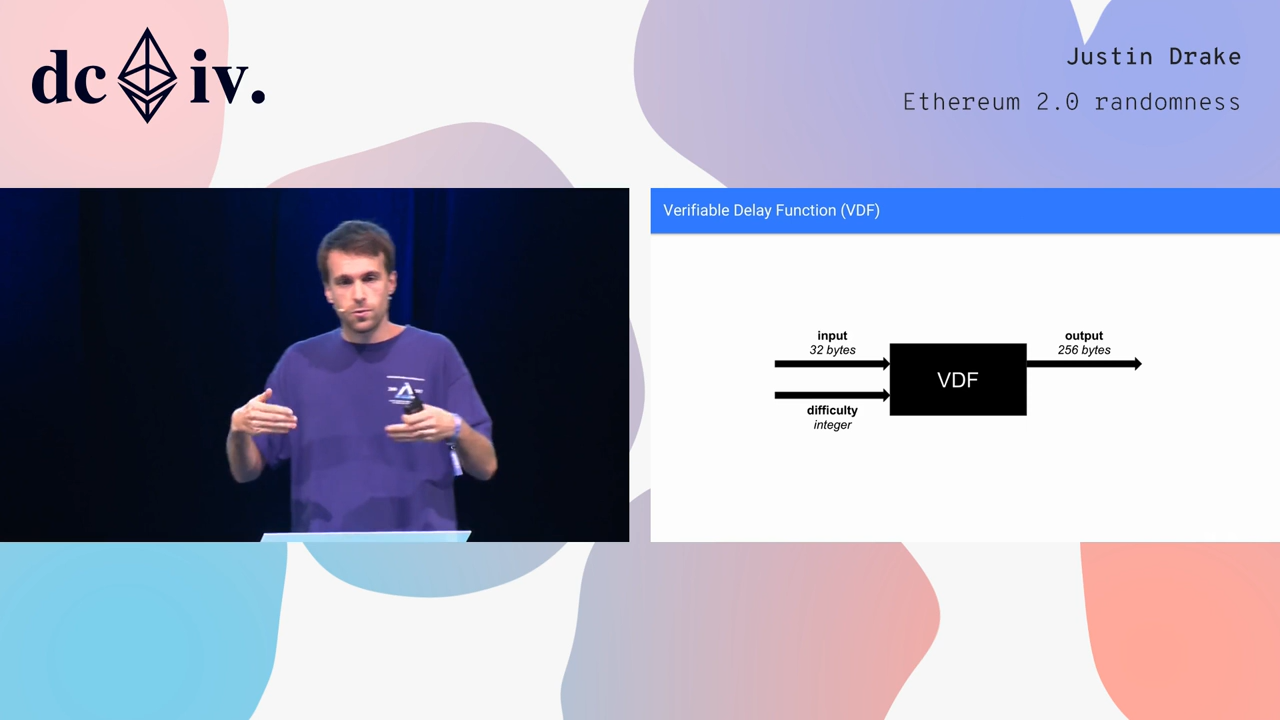 dc iv.
Justin Drake
Ethereum 2.0 randomness
Verifiable Delay Function (VDF)
input
32 bytes
output
256 bytes
VDF
difficulty
integer